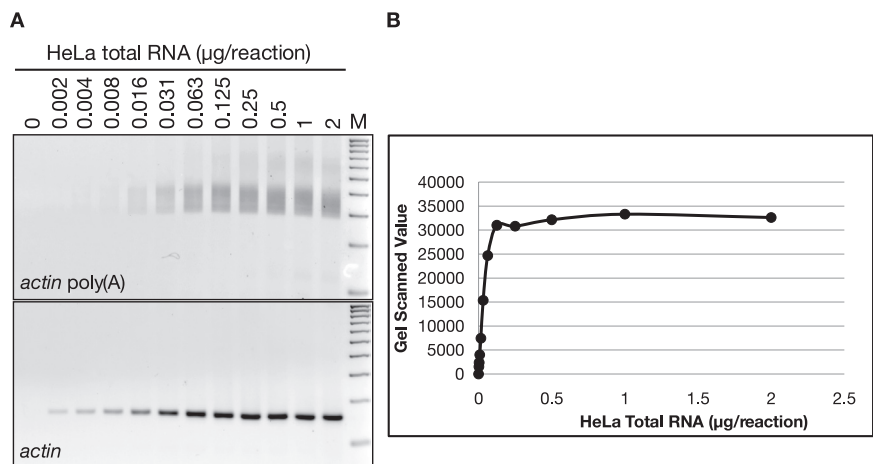 A
HeLa total RNA (µg/reaction)
0 0.002 0.004 0.008 0.016 0.031 0.063 0.125 0.25 0.5 1 2 M
actin poly(A)
actin
B
40000
35000
30000
25000
20000
15000
10000
5000
0
Gel Scanned Value
0 0.5 1 1.5 2 2.5
HeLa Total RNA (µg/reaction)